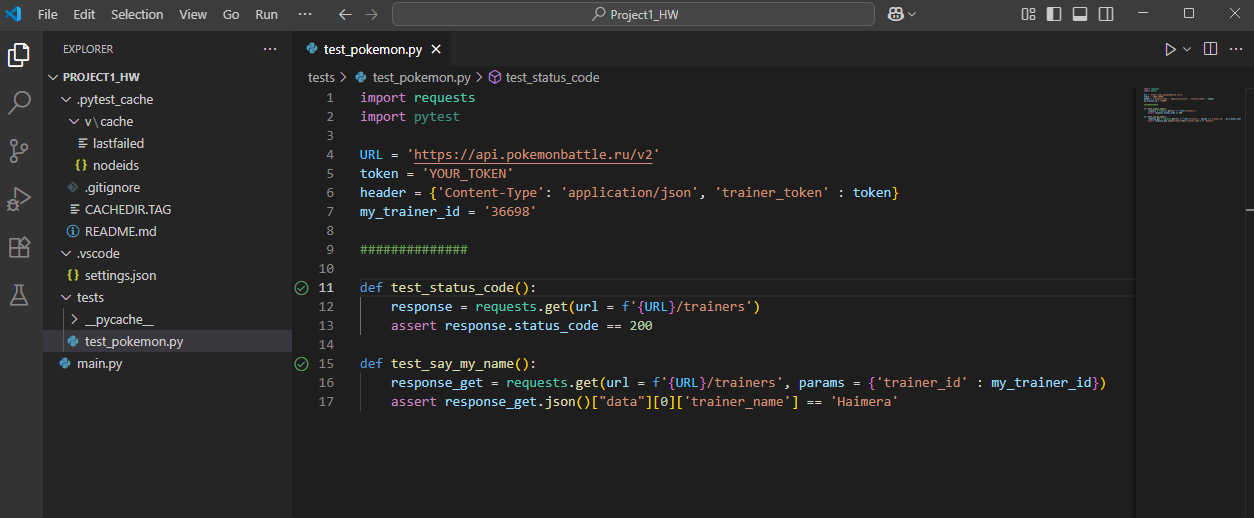 File Edit Selection View Go Run ··· Project1_HW
EXPLORER ···
PROJECT1_HW
.pytest_cache
v\cache
lastfailed
{} nodeids
.gitignore
CACHEDIR.TAG
README.md
.vscode
{} settings.json
tests
__pycache__
test_pokemon.py
main.py
test_pokemon.py
tests > test_pokemon.py > test_status_code
1 import requests
2 import pytest
3
4 URL = 'https://api.pokemonbattle.ru/v2'
5 token = 'YOUR_TOKEN'
6 header = {'Content-Type': 'application/json', 'trainer_token' : token}
7 my_trainer_id = '36698'
8
9 ##############
10
11 def test_status_code():
12     response = requests.get(url = f'{URL}/trainers')
13     assert response.status_code == 200
14
15 def test_say_my_name():
16     response_get = requests.get(url = f'{URL}/trainers', params = {'trainer_id' : my_trainer_id})
17     assert response_get.json()["data"][0]['trainer_name'] == 'Haimera'